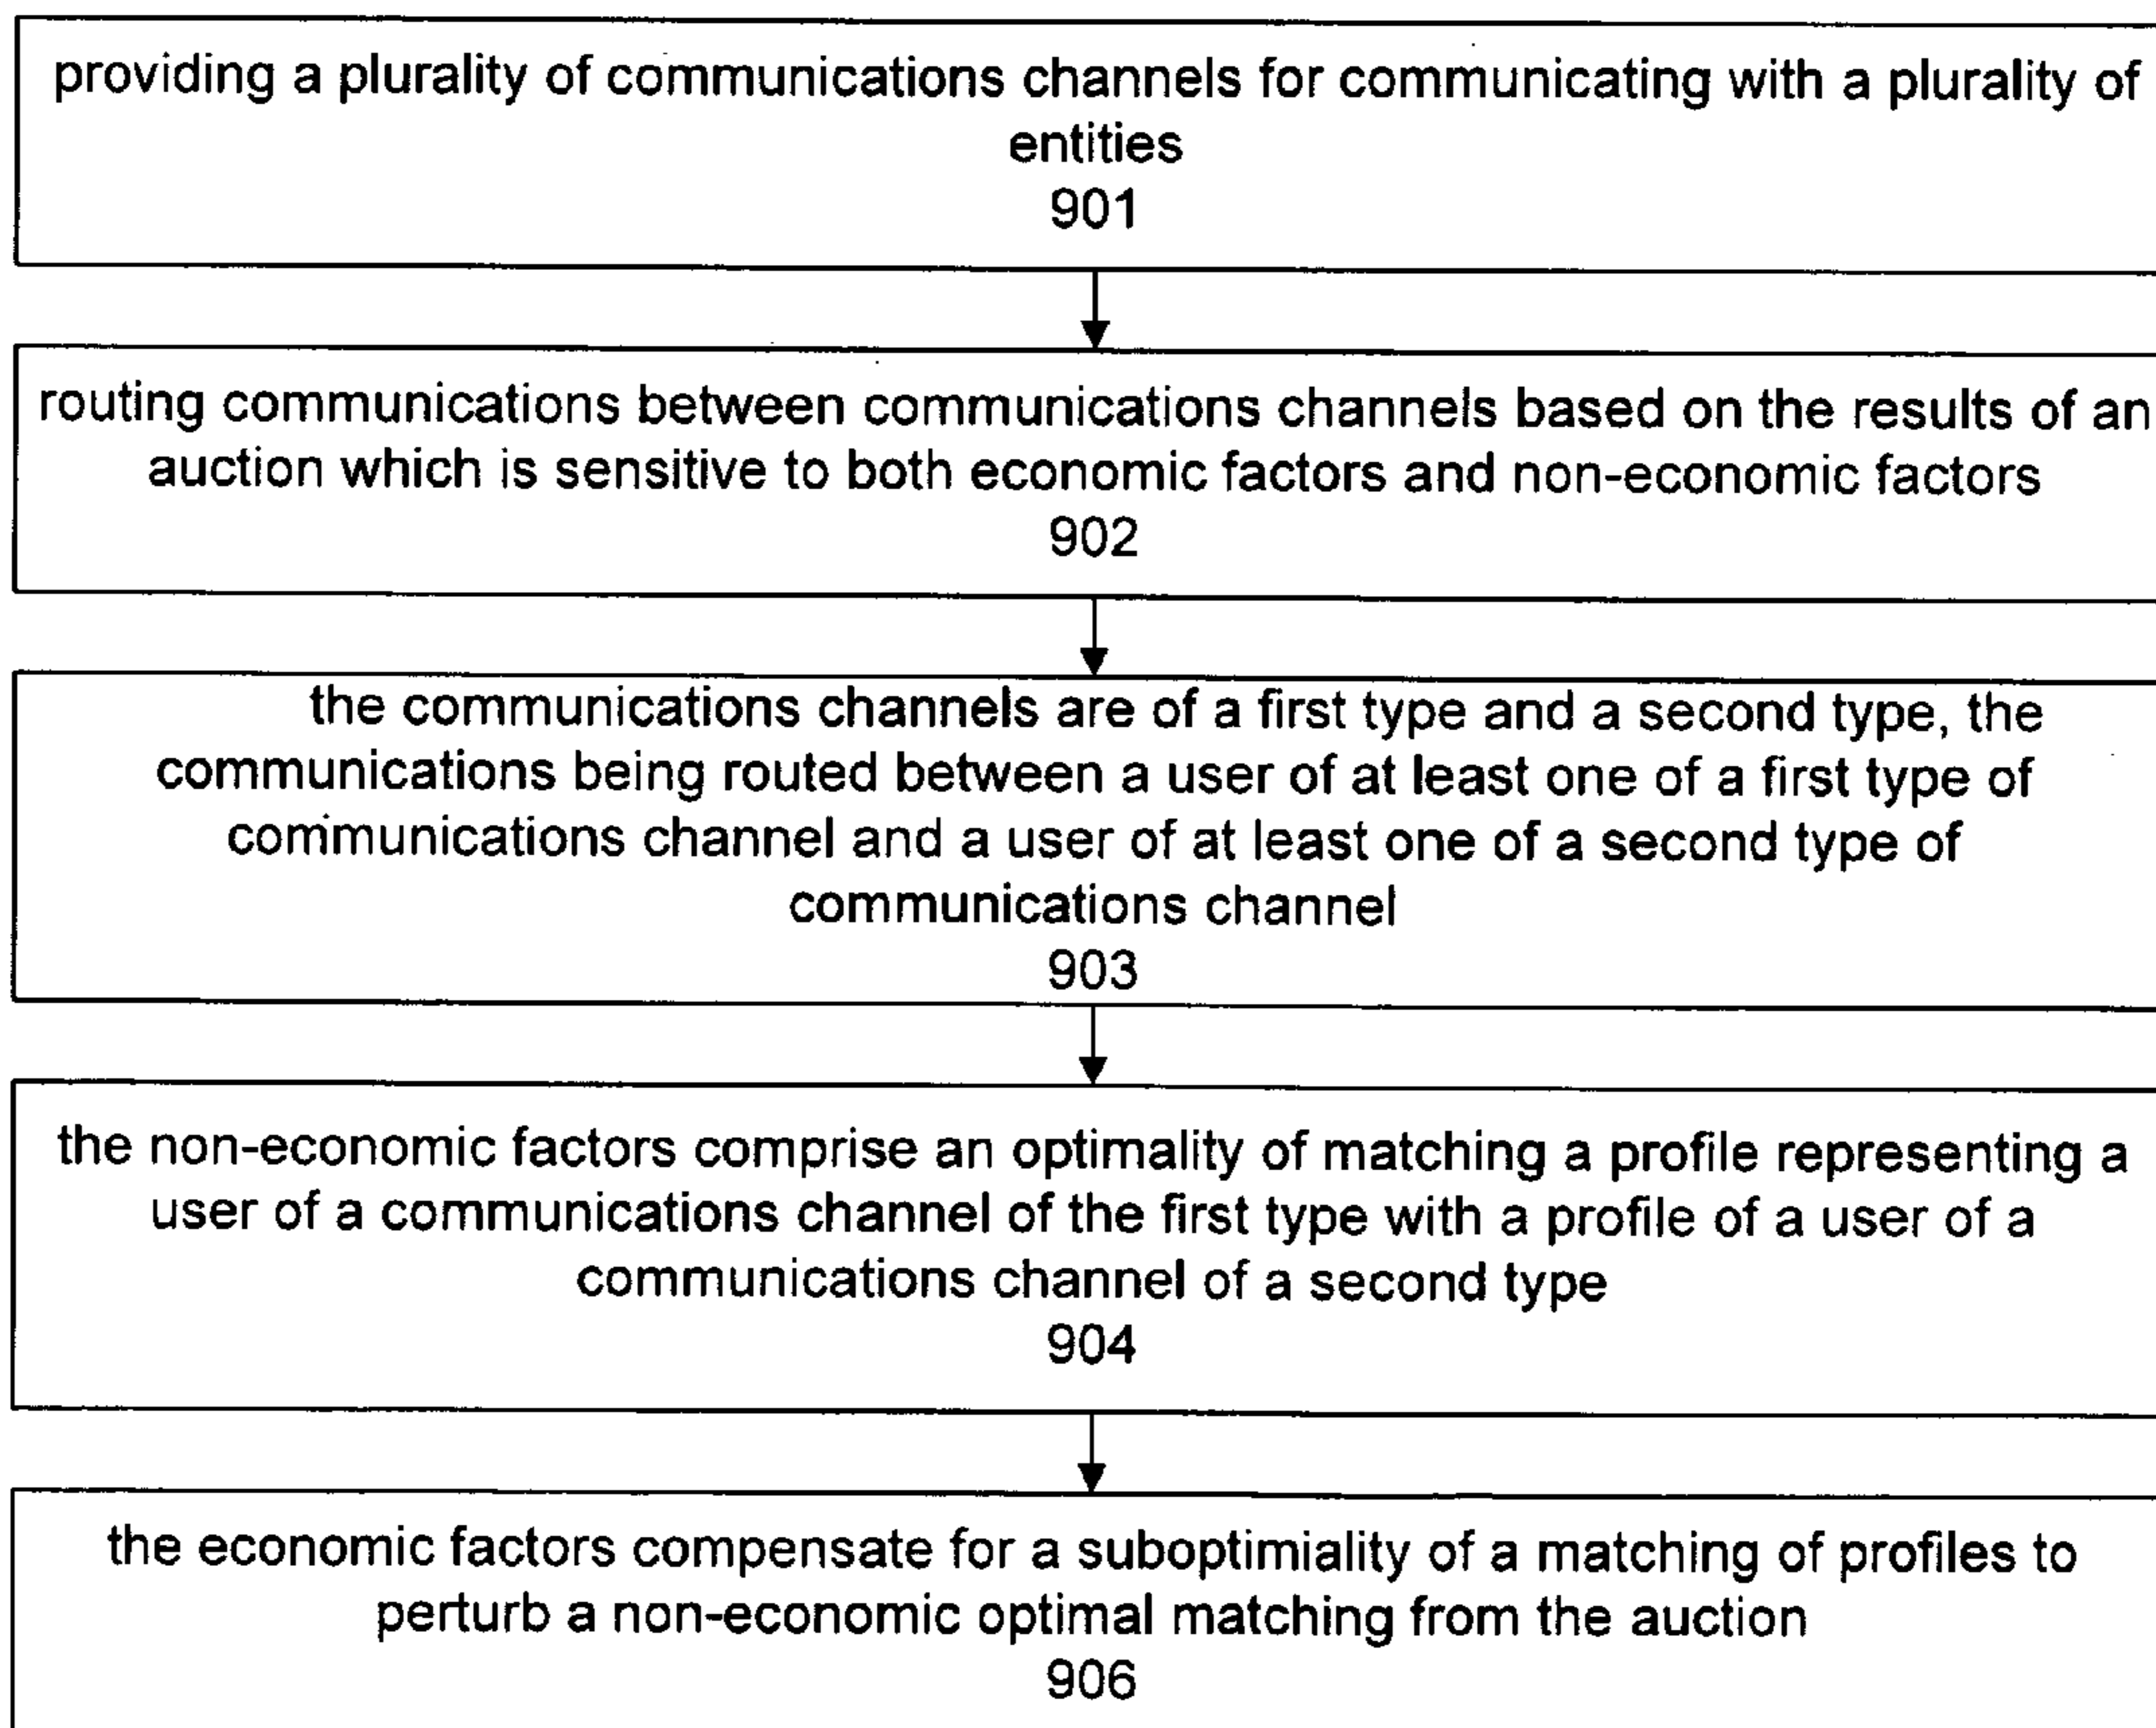 providing a plurality of communications channels for communicating with a plurality of
entities
901
routing communications between communications channels based on the results of an
auction which is sensitive to both economic factors and non-economic factors
902
the communications channels are of a first type and a second type, the
communications being routed between a user of at least one of a first type of
communications channel and a user of at least one of a second type of
communications channel
903
the non-economic factors comprise an optimality of matching a profile representing a
user of a communications channel of the first type with a profile of a user of a
communications channel of a second type
904
the economic factors compensate for a suboptimiality of a matching of profiles to
perturb a non-economic optimal matching from the auction
906